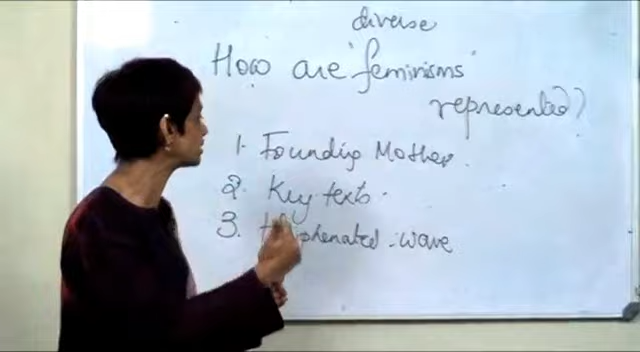 diverse
How are 'feminisms'
represented?
1. Founding Mother.
2. Key texts.
3. Hyphenated - wave